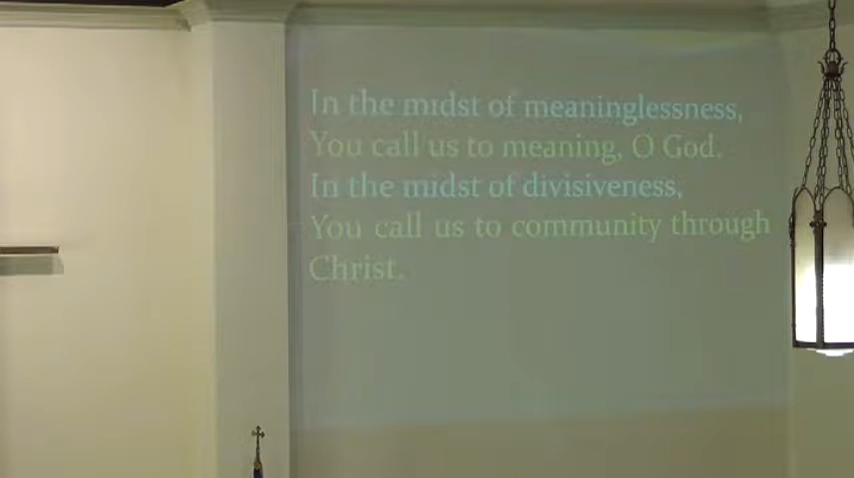 In the midst of meaninglessness,
You call us to meaning, O God.
In the midst of divisiveness,
You call us to community through
Christ.